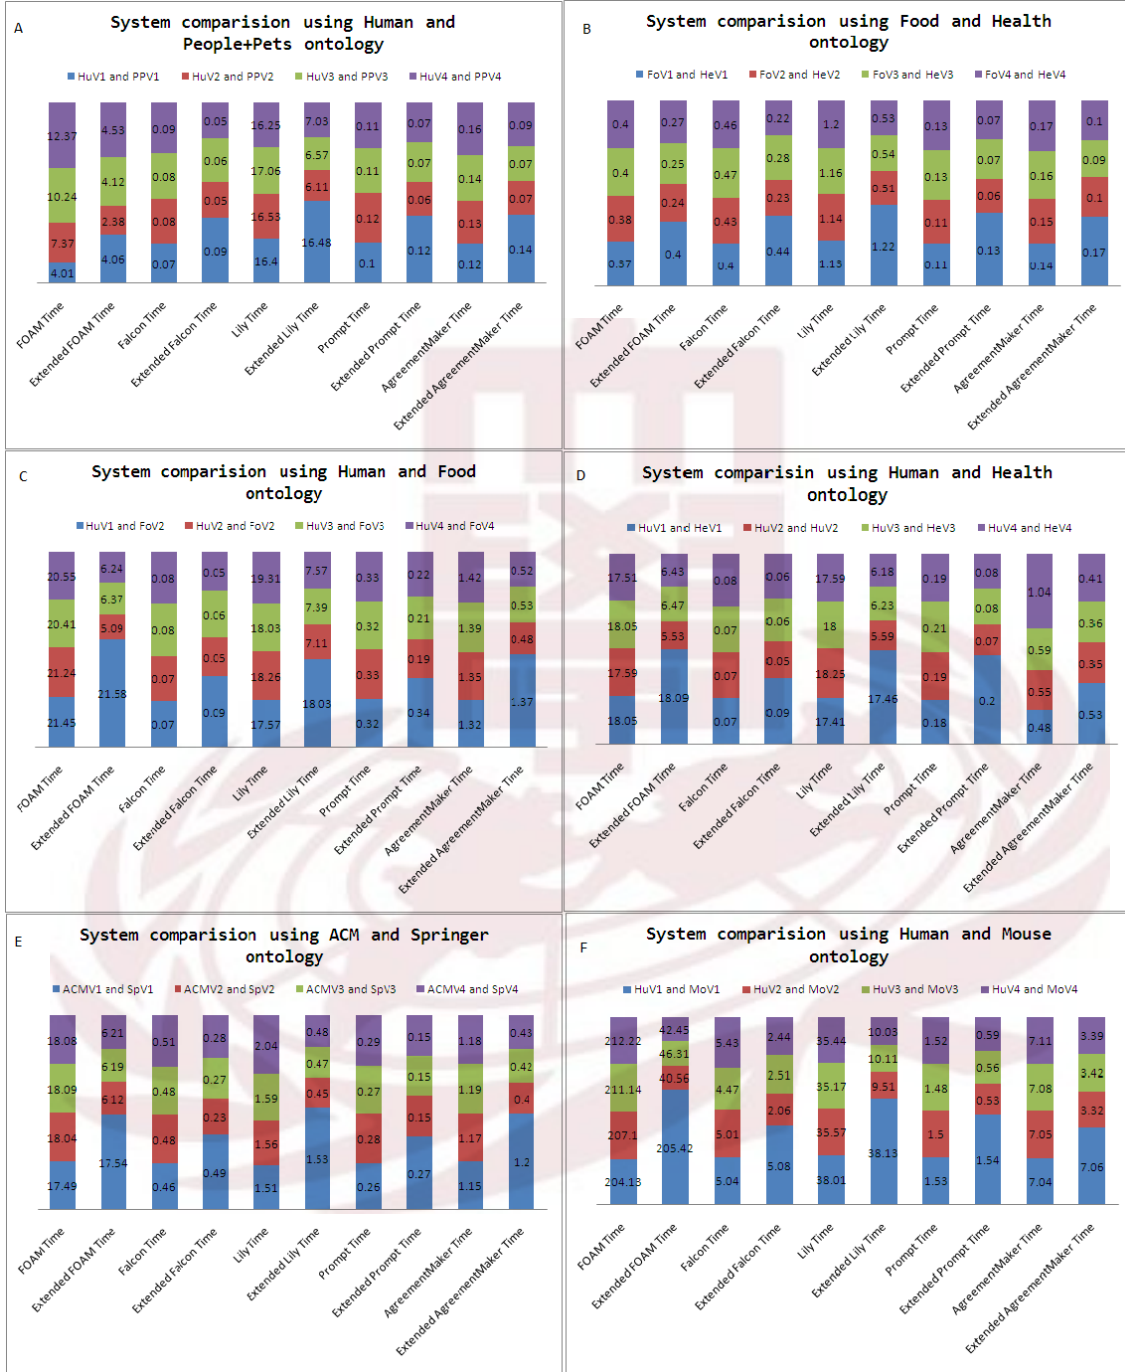 A
System comparision using Human and
People+Pets ontology
HuV1 and PPV1 HuV2 and PPV2 HuV3 and PPV3 HuV4 and PPV4
12.37 4.53 0.09 0.05 16.25 7.03 0.11 0.07 0.16 0.09
10.24 4.12 0.08 0.06 17.06 6.57 0.11 0.07 0.14 0.07
7.37 2.38 0.08 0.05 16.53 6.11 0.12 0.06 0.13 0.07
4.01 4.06 0.07 0.09 16.4 16.48 0.1 0.12 0.12 0.14
FOAM Time Extended FOAM Time Falcon Time Extended Falcon Time Lily Time Extended Lily Time Prompt Time Extended Prompt Time AgreementMaker Time Extended AgreementMaker Time
B
System comparision using Food and Health
ontology
FoV1 and HeV1 FoV2 and HeV2 FoV3 and HeV3 FoV4 and HeV4
0.4 0.27 0.46 0.22 1.2 0.53 0.13 0.07 0.17 0.1
0.4 0.25 0.47 0.28 1.16 0.54 0.13 0.07 0.16 0.09
0.38 0.24 0.43 0.23 1.14 0.51 0.11 0.06 0.15 0.1
0.57 0.4 0.4 0.44 1.15 1.22 0.11 0.13 0.14 0.17
FOAM Time Extended FOAM Time Falcon Time Extended Falcon Time Lily Time Extended Lily Time Prompt Time Extended Prompt Time AgreementMaker Time Extended AgreementMaker Time
C
System comparision using Human and Food
ontology
HuV1 and FoV2 HuV2 and FoV2 HuV3 and FoV3 HuV4 and FoV4
20.55 6.24 0.08 0.05 19.31 7.57 0.33 0.22 1.42 0.52
20.41 6.37 0.08 0.06 18.03 7.39 0.32 0.21 1.39 0.53
21.24 5.09 0.07 0.05 18.26 7.11 0.33 0.19 1.35 0.48
21.45 21.58 0.07 0.09 17.57 18.03 0.32 0.34 1.32 1.37
FOAM Time Extended FOAM Time Falcon Time Extended Falcon Time Lily Time Extended Lily Time Prompt Time Extended Prompt Time AgreementMaker Time Extended AgreementMaker Time
D
System comparisin using Human and Health
ontology
HuV1 and HeV1 HuV2 and HuV2 HuV3 and HeV3 HuV4 and HeV4
17.51 6.43 0.08 0.06 17.59 6.18 0.19 0.08 1.04 0.41
18.05 6.47 0.07 0.06 18 6.23 0.21 0.08 0.59 0.36
17.59 5.53 0.07 0.05 18.25 5.59 0.19 0.07 0.55 0.35
18.05 18.09 0.07 0.09 17.41 17.46 0.18 0.2 0.48 0.53
FOAM Time Extended FOAM Time Falcon Time Extended Falcon Time Lily Time Extended Lily Time Prompt Time Extended Prompt Time AgreementMaker Time Extended AgreementMaker Time
E
System comparision using ACM and Springer
ontology
ACMV1 and SpV1 ACMV2 and SpV2 ACMV3 and SpV3 ACMV4 and SpV4
18.08 6.21 0.51 0.28 2.04 0.48 0.29 0.15 1.18 0.43
18.09 6.19 0.48 0.27 1.59 0.47 0.27 0.15 1.19 0.42
18.04 6.12 0.48 0.23 1.56 0.45 0.28 0.15 1.17 0.4
17.49 17.54 0.46 0.49 1.51 1.53 0.26 0.27 1.15 1.2
FOAM Time Extended FOAM Time Falcon Time Extended Falcon Time Lily Time Extended Lily Time Prompt Time Extended Prompt Time AgreementMaker Time Extended AgreementMaker Time
F
System comparision using Human and Mouse
ontology
HuV1 and MoV1 HuV2 and MoV2 HuV3 and MoV3 HuV4 and MoV4
212.22 42.45 5.43 2.44 35.44 10.03 1.52 0.59 7.11 3.39
211.14 46.31 4.47 2.51 35.17 10.11 1.48 0.56 7.08 3.42
207.1 40.56 5.01 2.06 35.57 9.51 1.5 0.53 7.05 3.32
204.13 205.42 5.04 5.08 38.01 38.13 1.53 1.54 7.04 7.06
FOAM Time Extended FOAM Time Falcon Time Extended Falcon Time Lily Time Extended Lily Time Prompt Time Extended Prompt Time AgreementMaker Time Extended AgreementMaker Time